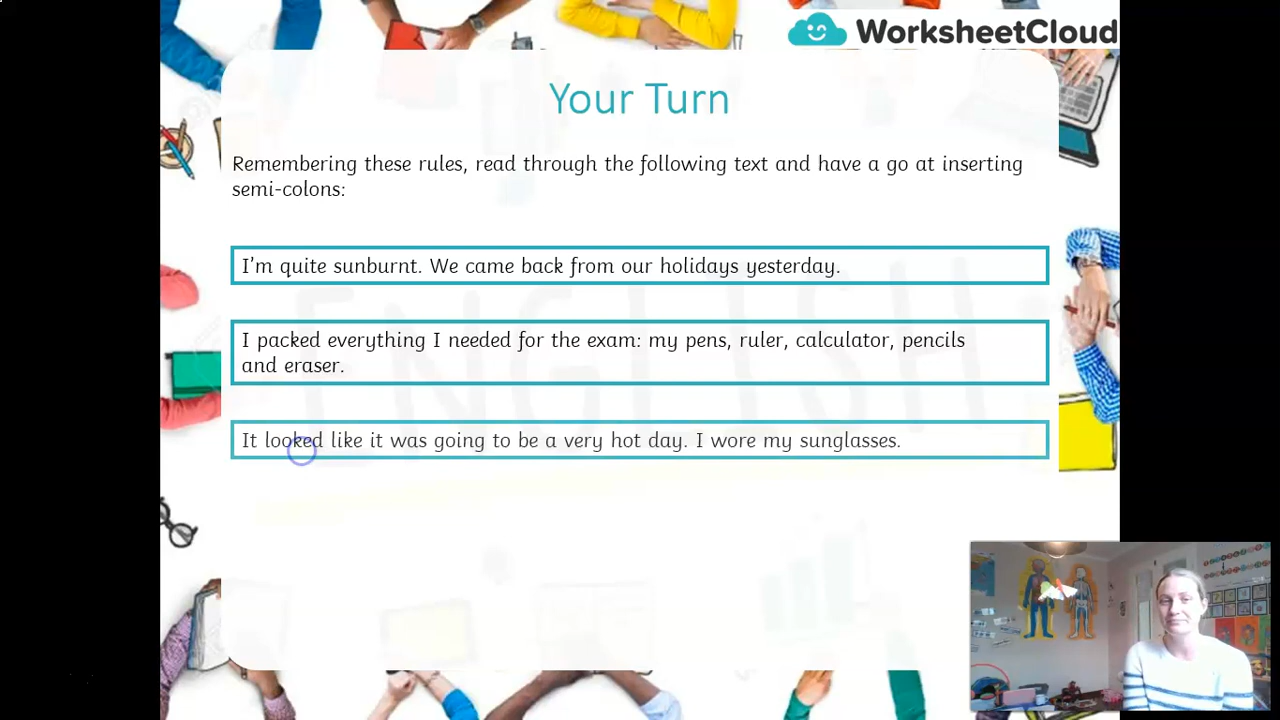 WorksheetCloud
Your Turn
Remembering these rules, read through the following text and have a go at inserting
semi-colons:
I'm quite sunburnt. We came back from our holidays yesterday.
I packed everything I needed for the exam: my pens, ruler, calculator, pencils
and eraser.
It looked like it was going to be a very hot day. I wore my sunglasses.
ENGLISH